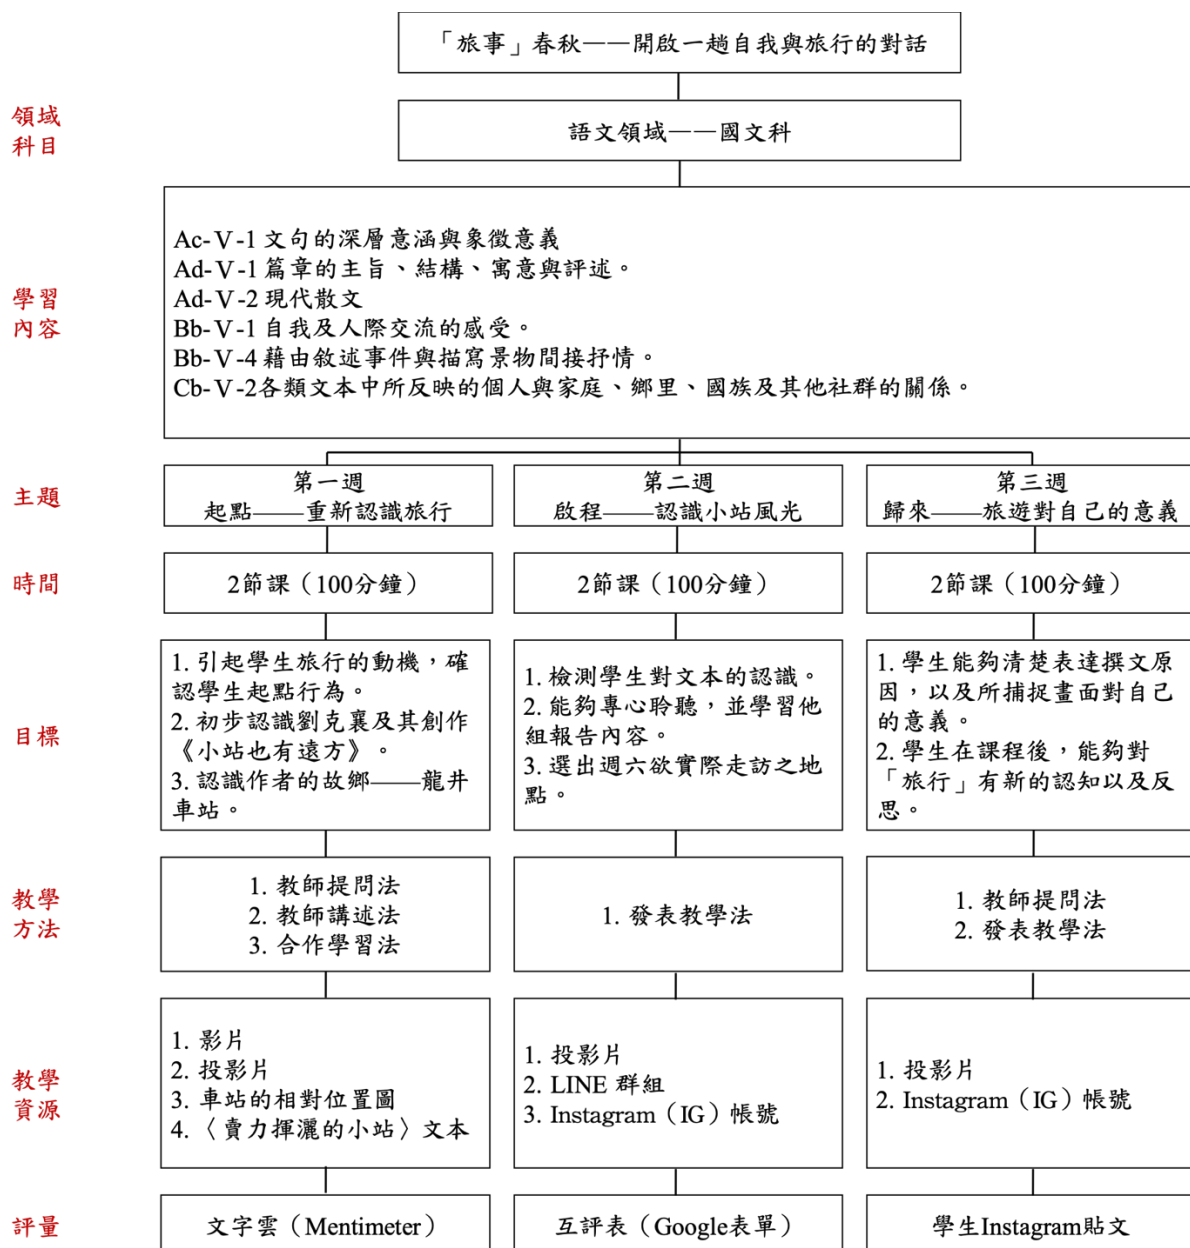 「旅事」春秋——開啟一趟自我與旅行的對話
領域
科目
語文領域——國文科
學習
內容
Ac-V-1 文句的深層意涵與象徵意義
Ad-V-1 篇章的主旨、結構、寓意與評述。
Ad-V-2 現代散文
Bb-V-1 自我及人際交流的感受。
Bb-V-4 藉由敘述事件與描寫景物間接抒情。
Cb-V-2各類文本中所反映的個人與家庭、鄉里、國族及其他社群的關係。
主題
第一週
起點——重新認識旅行
第二週
啟程——認識小站風光
第三週
歸來——旅遊對自己的意義
時間
2節課（100分鐘）
2節課（100分鐘）
2節課（100分鐘）
目標
1. 引起學生旅行的動機，確
認學生起點行為。
2. 初步認識劉克襄及其創作
《小站也有遠方》。
3. 認識作者的故鄉——龍井
車站。
1. 檢測學生對文本的認識。
2. 能夠專心聆聽，並學習他
組報告內容。
3. 選出週六欲實際走訪之地
點。
1. 學生能夠清楚表達撰文原
因，以及所捕捉畫面對自己
的意義。
2. 學生在課程後，能夠對
「旅行」有新的認知以及反
思。
教學
方法
1. 教師提問法
2. 教師講述法
3. 合作學習法
1. 發表教學法
1. 教師提問法
2. 發表教學法
教學
資源
1. 影片
2. 投影片
3. 車站的相對位置圖
4.〈賣力揮灑的小站〉文本
1. 投影片
2. LINE 群組
3. Instagram（IG）帳號
1. 投影片
2. Instagram（IG）帳號
評量
文字雲（Mentimeter）
互評表（Google表單）
學生Instagram貼文